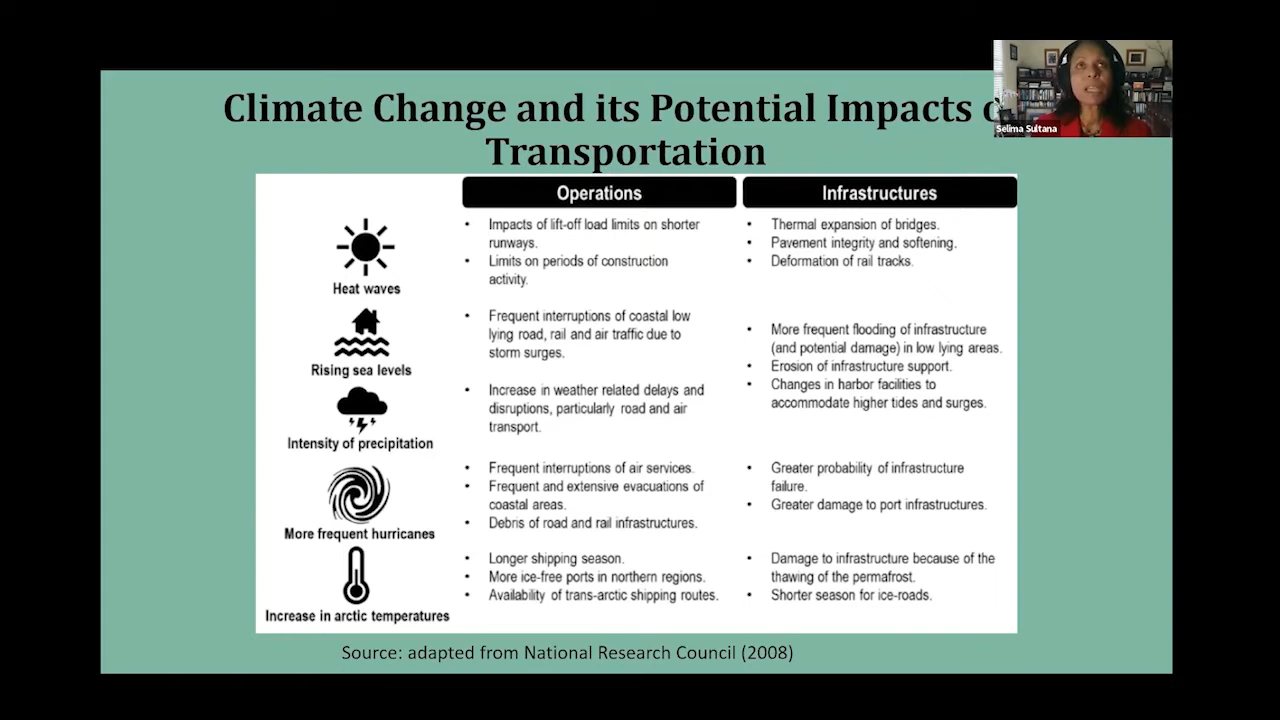 Climate Change and its Potential Impacts
Transportation
Selima Sultana
Operations
Infrastructures
Heat waves
• Impacts of lift-off load limits on shorter
runways.
• Limits on periods of construction
activity.
• Thermal expansion of bridges.
• Pavement integrity and softening.
• Deformation of rail tracks.
Rising sea levels
• Frequent interruptions of coastal low
lying road, rail and air traffic due to
storm surges.
• More frequent flooding of infrastructure
(and potential damage) in low lying areas.
• Erosion of infrastructure support.
• Changes in harbor facilities to
accommodate higher tides and surges.
Intensity of precipitation
• Increase in weather related delays and
disruptions, particularly road and air
transport.
More frequent hurricanes
• Frequent interruptions of air services.
• Frequent and extensive evacuations of
coastal areas.
• Debris of road and rail infrastructures.
• Greater probability of infrastructure
failure.
• Greater damage to port infrastructures.
Increase in arctic temperatures
• Longer shipping season.
• More ice-free ports in northern regions.
• Availability of trans-arctic shipping routes.
• Damage to infrastructure because of the
thawing of the permafrost.
• Shorter season for ice-roads.
Source: adapted from National Research Council (2008)